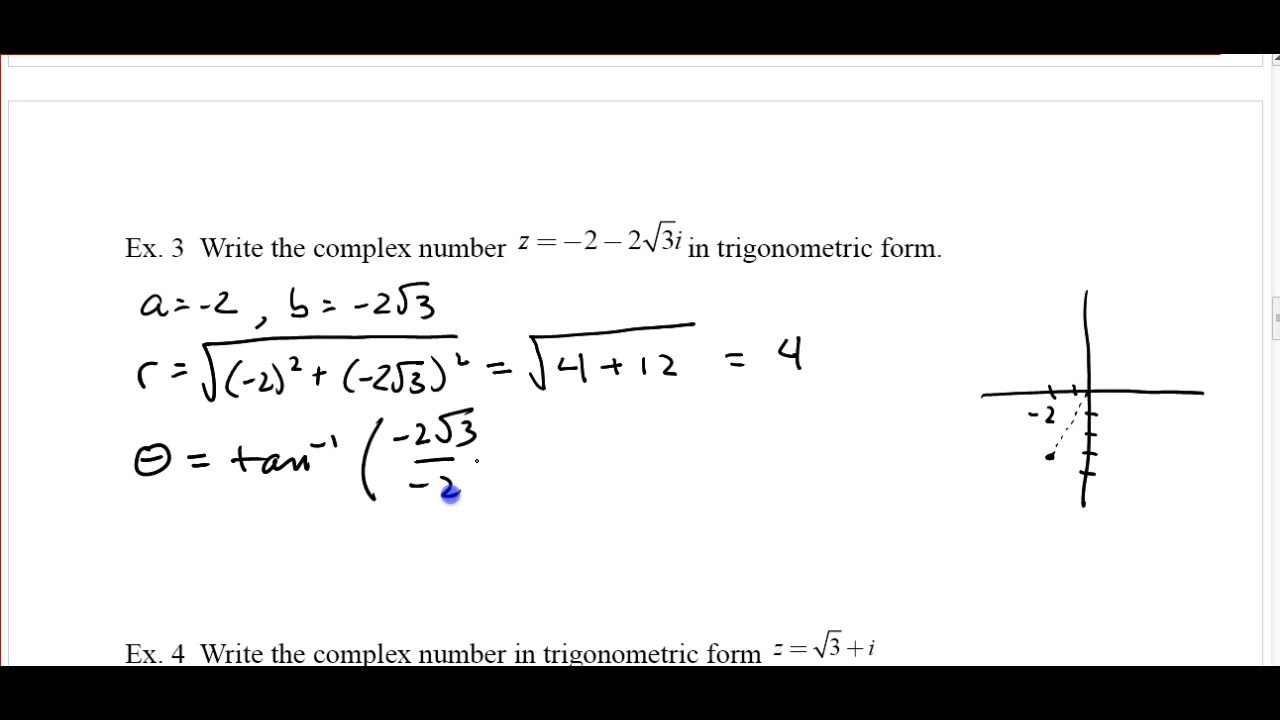 Ex. 3 Write the complex number z = −2 − 2√3i in trigonometric form.
a = -2 , b = -2√3
r = √((-2)² + (-2√3)²) = √(4 + 12) = 4
-2
θ = tan⁻¹ ( -2√3 / -2
Ex. 4 Write the complex number in trigonometric form z = √3 + i